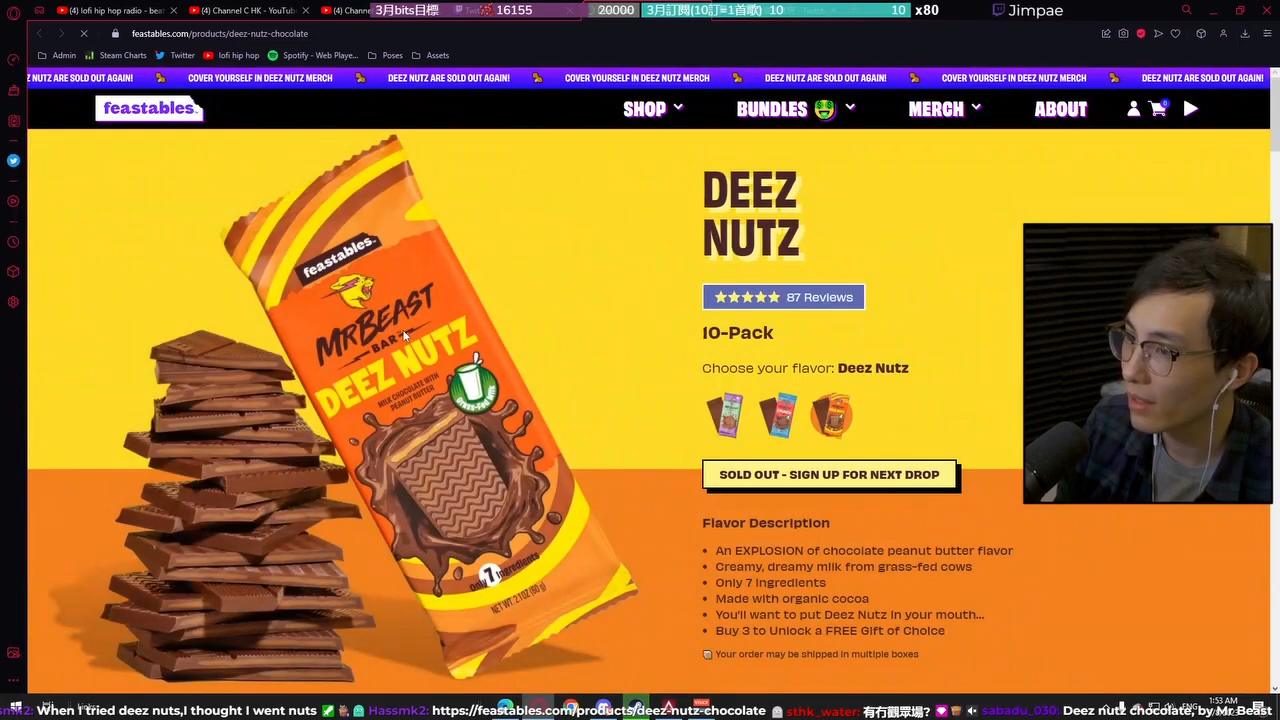 (4) lofi hip hop radio - beat
(4) Channel C HK - YouTub
(4) Channe
3月bits目標
16155
20000
3月訂閱(10訂=1首歌) 10
10
x80
Jimpae
feastables.com/products/deez-nutz-chocolate
Admin
Steam Charts
Twitter
lofi hip hop
Spotify - Web Playe...
Poses
Assets
Z NUTZ ARE SOLD OUT AGAIN!
COVER YOURSELF IN DEEZ NUTZ MERCH
DEEZ NUTZ ARE SOLD OUT AGAIN!
COVER YOURSELF IN DEEZ NUTZ MERCH
DEEZ NUTZ ARE SOLD OUT AGAIN!
COVER YOURSELF IN DEEZ NUTZ MERCH
DEEZ NUTZ ARE SOLD OUT AGAIN!
feastables.
SHOP
BUNDLES
MERCH
ABOUT
0
feastables.
MRBEAST
BAR
DEEZ NUTZ
MILK CHOCOLATE WITH
PEANUT BUTTER
Grass-Fed Milk
Only 7 Ingredients
NET WT. 2.1OZ (60g)
DEEZ
NUTZ
87 Reviews
10-Pack
Choose your flavor: Deez Nutz
SOLD OUT - SIGN UP FOR NEXT DROP
Flavor Description
• An EXPLOSION of chocolate peanut butter flavor
• Creamy, dreamy milk from grass-fed cows
• Only 7 Ingredients
• Made with organic cocoa
• You'll want to put Deez Nutz in your mouth...
• Buy 3 to Unlock a FREE Gift of Choice
Your order may be shipped in multiple boxes
1:53 AM
smk2: When I tried deez nuts,I thought I went nuts
Hassmk2: https://feastables.com/products/deez-nutz-chocolate
sthk_water: 有冇觀眾場?
sabadu_030: Deez nutz chocolate, by Mr Beast